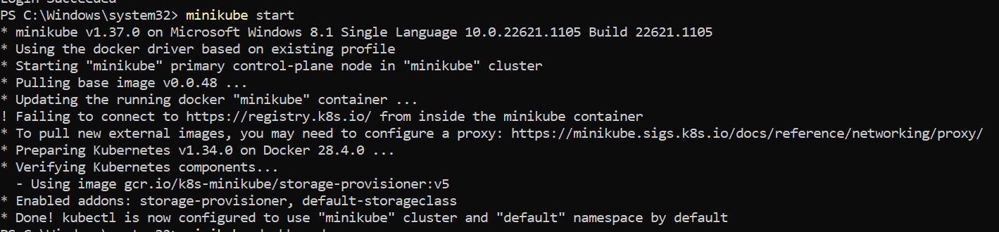 Login Succeeded
PS C:\Windows\system32> minikube start
* minikube v1.37.0 on Microsoft Windows 8.1 Single Language 10.0.22621.1105 Build 22621.1105
* Using the docker driver based on existing profile
* Starting "minikube" primary control-plane node in "minikube" cluster
* Pulling base image v0.0.48 ...
* Updating the running docker "minikube" container ...
! Failing to connect to https://registry.k8s.io/ from inside the minikube container
* To pull new external images, you may need to configure a proxy: https://minikube.sigs.k8s.io/docs/reference/networking/proxy/
* Preparing Kubernetes v1.34.0 on Docker 28.4.0 ...
* Verifying Kubernetes components...
  - Using image gcr.io/k8s-minikube/storage-provisioner:v5
* Enabled addons: storage-provisioner, default-storageclass
* Done! kubectl is now configured to use "minikube" cluster and "default" namespace by default
PS C:\Windows\system32> minikube dashboard